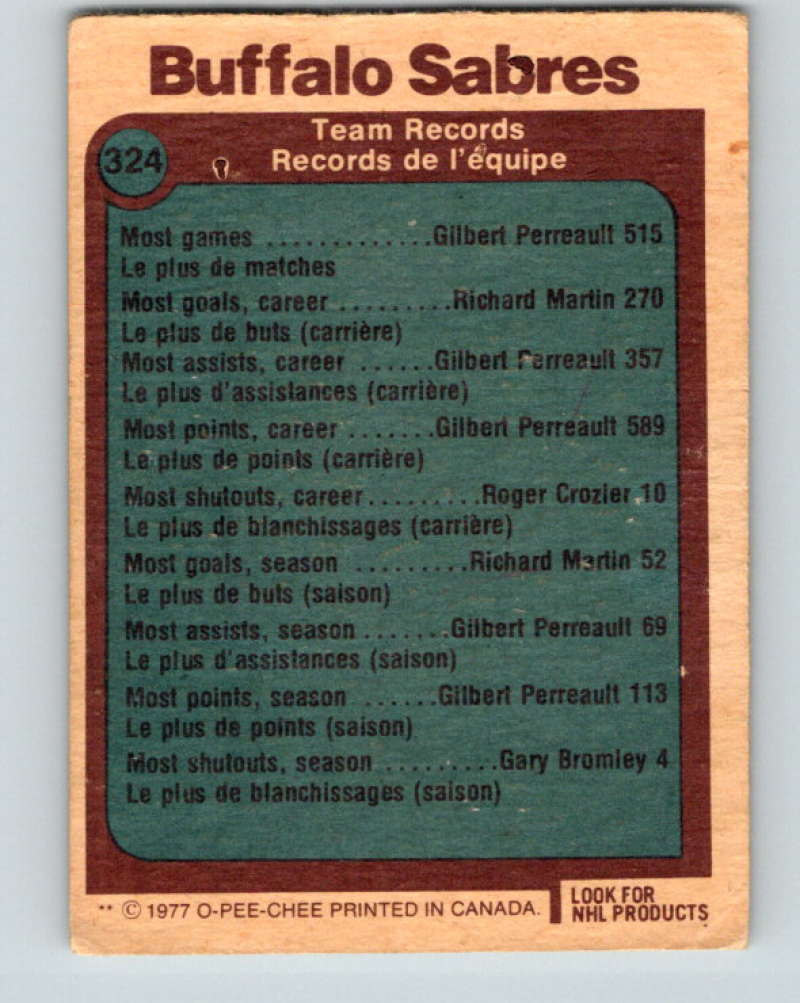 Buffalo Sabres
Team Records
324
Records de l'équipe
Most games .............Gilbert Perreault 515
Le plus de matches
Most goals, career .........Richard Martin 270
Le plus de buts (carrière)
Most assists, career ......Gilbert Perreault 357
Le plus d'assistances (carrière)
Most points, career .......Gilbert Perreault 589
Le plus de points (carrière)
Most shutouts, career.........Roger Crozier 10
Le plus de blanchissages (carrière)
Most goals, season .........Richard Martin 52
Le plus de buts (saison)
Most assists, season .......Gilbert Perreault 69
Le plus d'assistances (saison)
Most points, season ......Gilbert Perreault 113
Le plus de points (saison)
Most shutouts, season .........Gary Bromley 4
Le plus de blanchissages (saison)
** © 1977 O-PEE-CHEE PRINTED IN CANADA.
LOOK FOR
NHL PRODUCTS